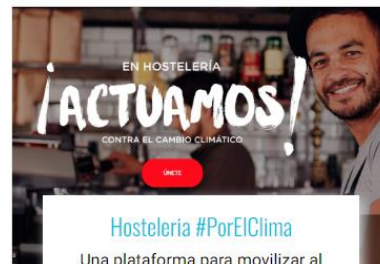 EN HOSTELERÍA
¡ACTUAMOS!
CONTRA EL CAMBIO CLIMÁTICO
ÚNETE
Hosteleria #PorElClima
Una plataforma para movilizar al